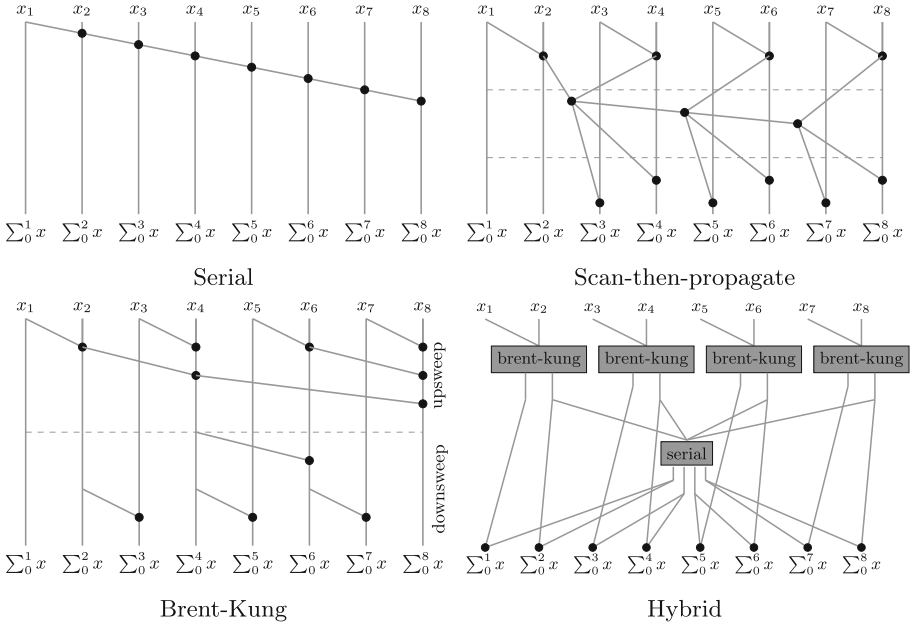 x₁ x₂ x₃ x₄ x₅ x₆ x₇ x₈
∑₀¹ x ∑₀² x ∑₀³ x ∑₀⁴ x ∑₀⁵ x ∑₀⁶ x ∑₀⁷ x ∑₀⁸ x
Serial
x₁ x₂ x₃ x₄ x₅ x₆ x₇ x₈
∑₀¹ x ∑₀² x ∑₀³ x ∑₀⁴ x ∑₀⁵ x ∑₀⁶ x ∑₀⁷ x ∑₀⁸ x
Scan-then-propagate
x₁ x₂ x₃ x₄ x₅ x₆ x₇ x₈
upsweep
downsweep
∑₀¹ x ∑₀² x ∑₀³ x ∑₀⁴ x ∑₀⁵ x ∑₀⁶ x ∑₀⁷ x ∑₀⁸ x
Brent-Kung
x₁ x₂ x₃ x₄ x₅ x₆ x₇ x₈
brent-kung brent-kung brent-kung brent-kung
serial
∑₀¹ x ∑₀² x ∑₀³ x ∑₀⁴ x ∑₀⁵ x ∑₀⁶ x ∑₀⁷ x ∑₀⁸ x
Hybrid